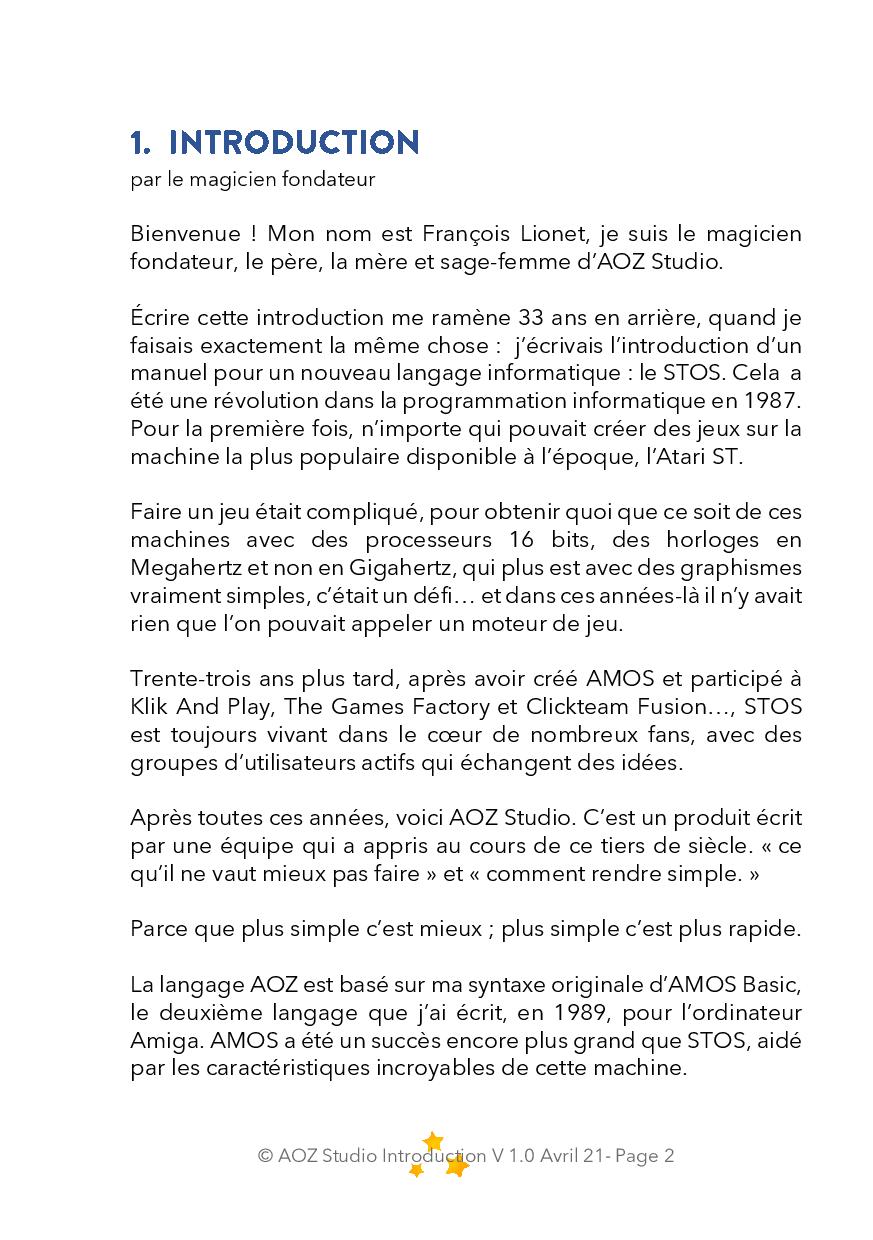 1. INTRODUCTION
par le magicien fondateur
Bienvenue ! Mon nom est François Lionet, je suis le magicien
fondateur, le père, la mère et sage-femme d’AOZ Studio.
Écrire cette introduction me ramène 33 ans en arrière, quand je
faisais exactement la même chose : j’écrivais l’introduction d’un
manuel pour un nouveau langage informatique : le STOS. Cela a
été une révolution dans la programmation informatique en 1987.
Pour la première fois, n’importe qui pouvait créer des jeux sur la
machine la plus populaire disponible à l’époque, l’Atari ST.
Faire un jeu était compliqué, pour obtenir quoi que ce soit de ces
machines avec des processeurs 16 bits, des horloges en
Megahertz et non en Gigahertz, qui plus est avec des graphismes
vraiment simples, c’était un défi… et dans ces années-là il n’y avait
rien que l’on pouvait appeler un moteur de jeu.
Trente-trois ans plus tard, après avoir créé AMOS et participé à
Klik And Play, The Games Factory et Clickteam Fusion…, STOS
est toujours vivant dans le cœur de nombreux fans, avec des
groupes d’utilisateurs actifs qui échangent des idées.
Après toutes ces années, voici AOZ Studio. C’est un produit écrit
par une équipe qui a appris au cours de ce tiers de siècle. « ce
qu’il ne vaut mieux pas faire » et « comment rendre simple. »
Parce que plus simple c’est mieux ; plus simple c’est plus rapide.
La langage AOZ est basé sur ma syntaxe originale d’AMOS Basic,
le deuxième langage que j’ai écrit, en 1989, pour l’ordinateur
Amiga. AMOS a été un succès encore plus grand que STOS, aidé
par les caractéristiques incroyables de cette machine.
© AOZ Studio Introduction V 1.0 Avril 21- Page 2